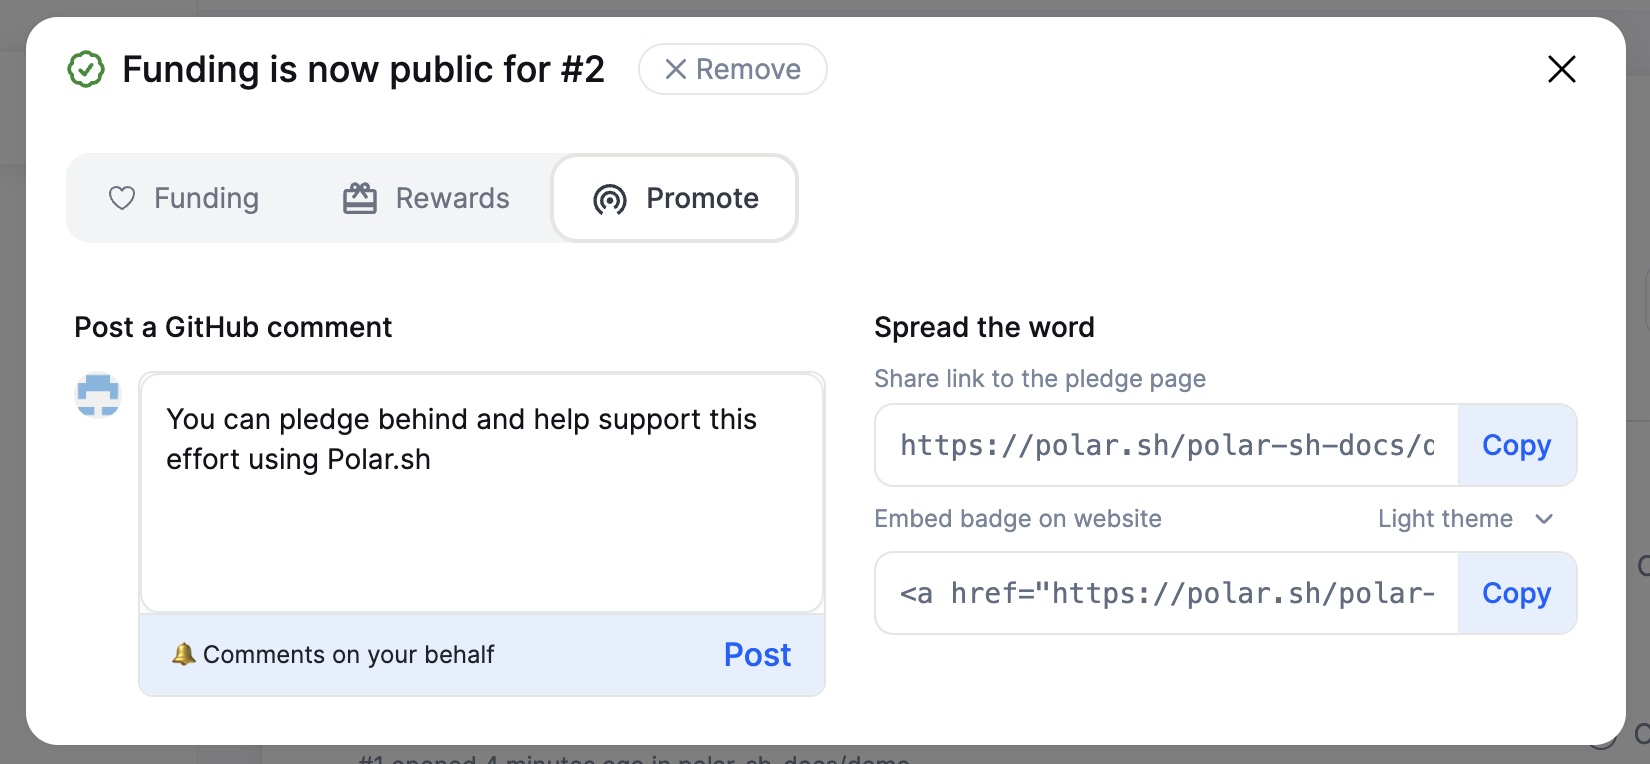 Funding is now public for #2
Remove
Funding
Rewards
Promote
Post a GitHub comment
You can pledge behind and help support this
effort using Polar.sh
Comments on your behalf
Post
Spread the word
Share link to the pledge page
https://polar.sh/polar-sh-docs/d
Copy
Embed badge on website
Light theme
<a href="https://polar.sh/polar-
Copy
#1 opened 4 minutes ago in polar-sh-docs/demo